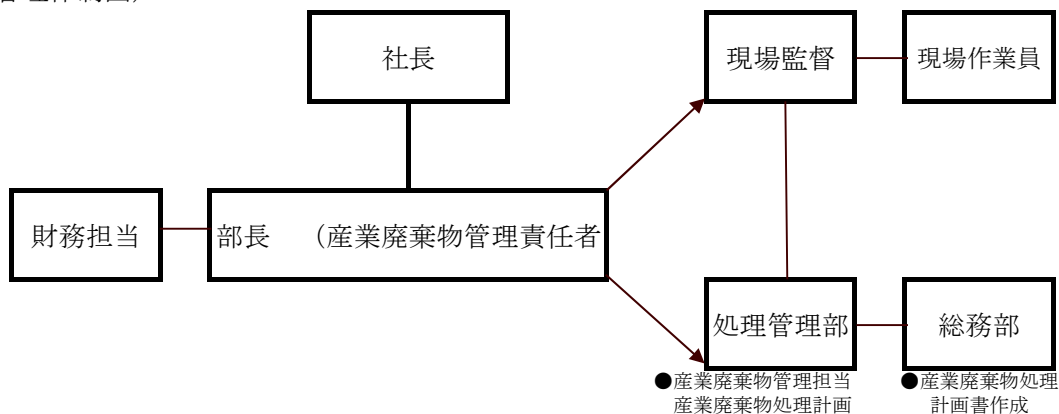 社長
現場監督
現場作業員
財務担当
部長 （産業廃棄物管理責任者
処理管理部
総務部
●産業廃棄物管理担当
産業廃棄物処理計画
●産業廃棄物処理
計画書作成